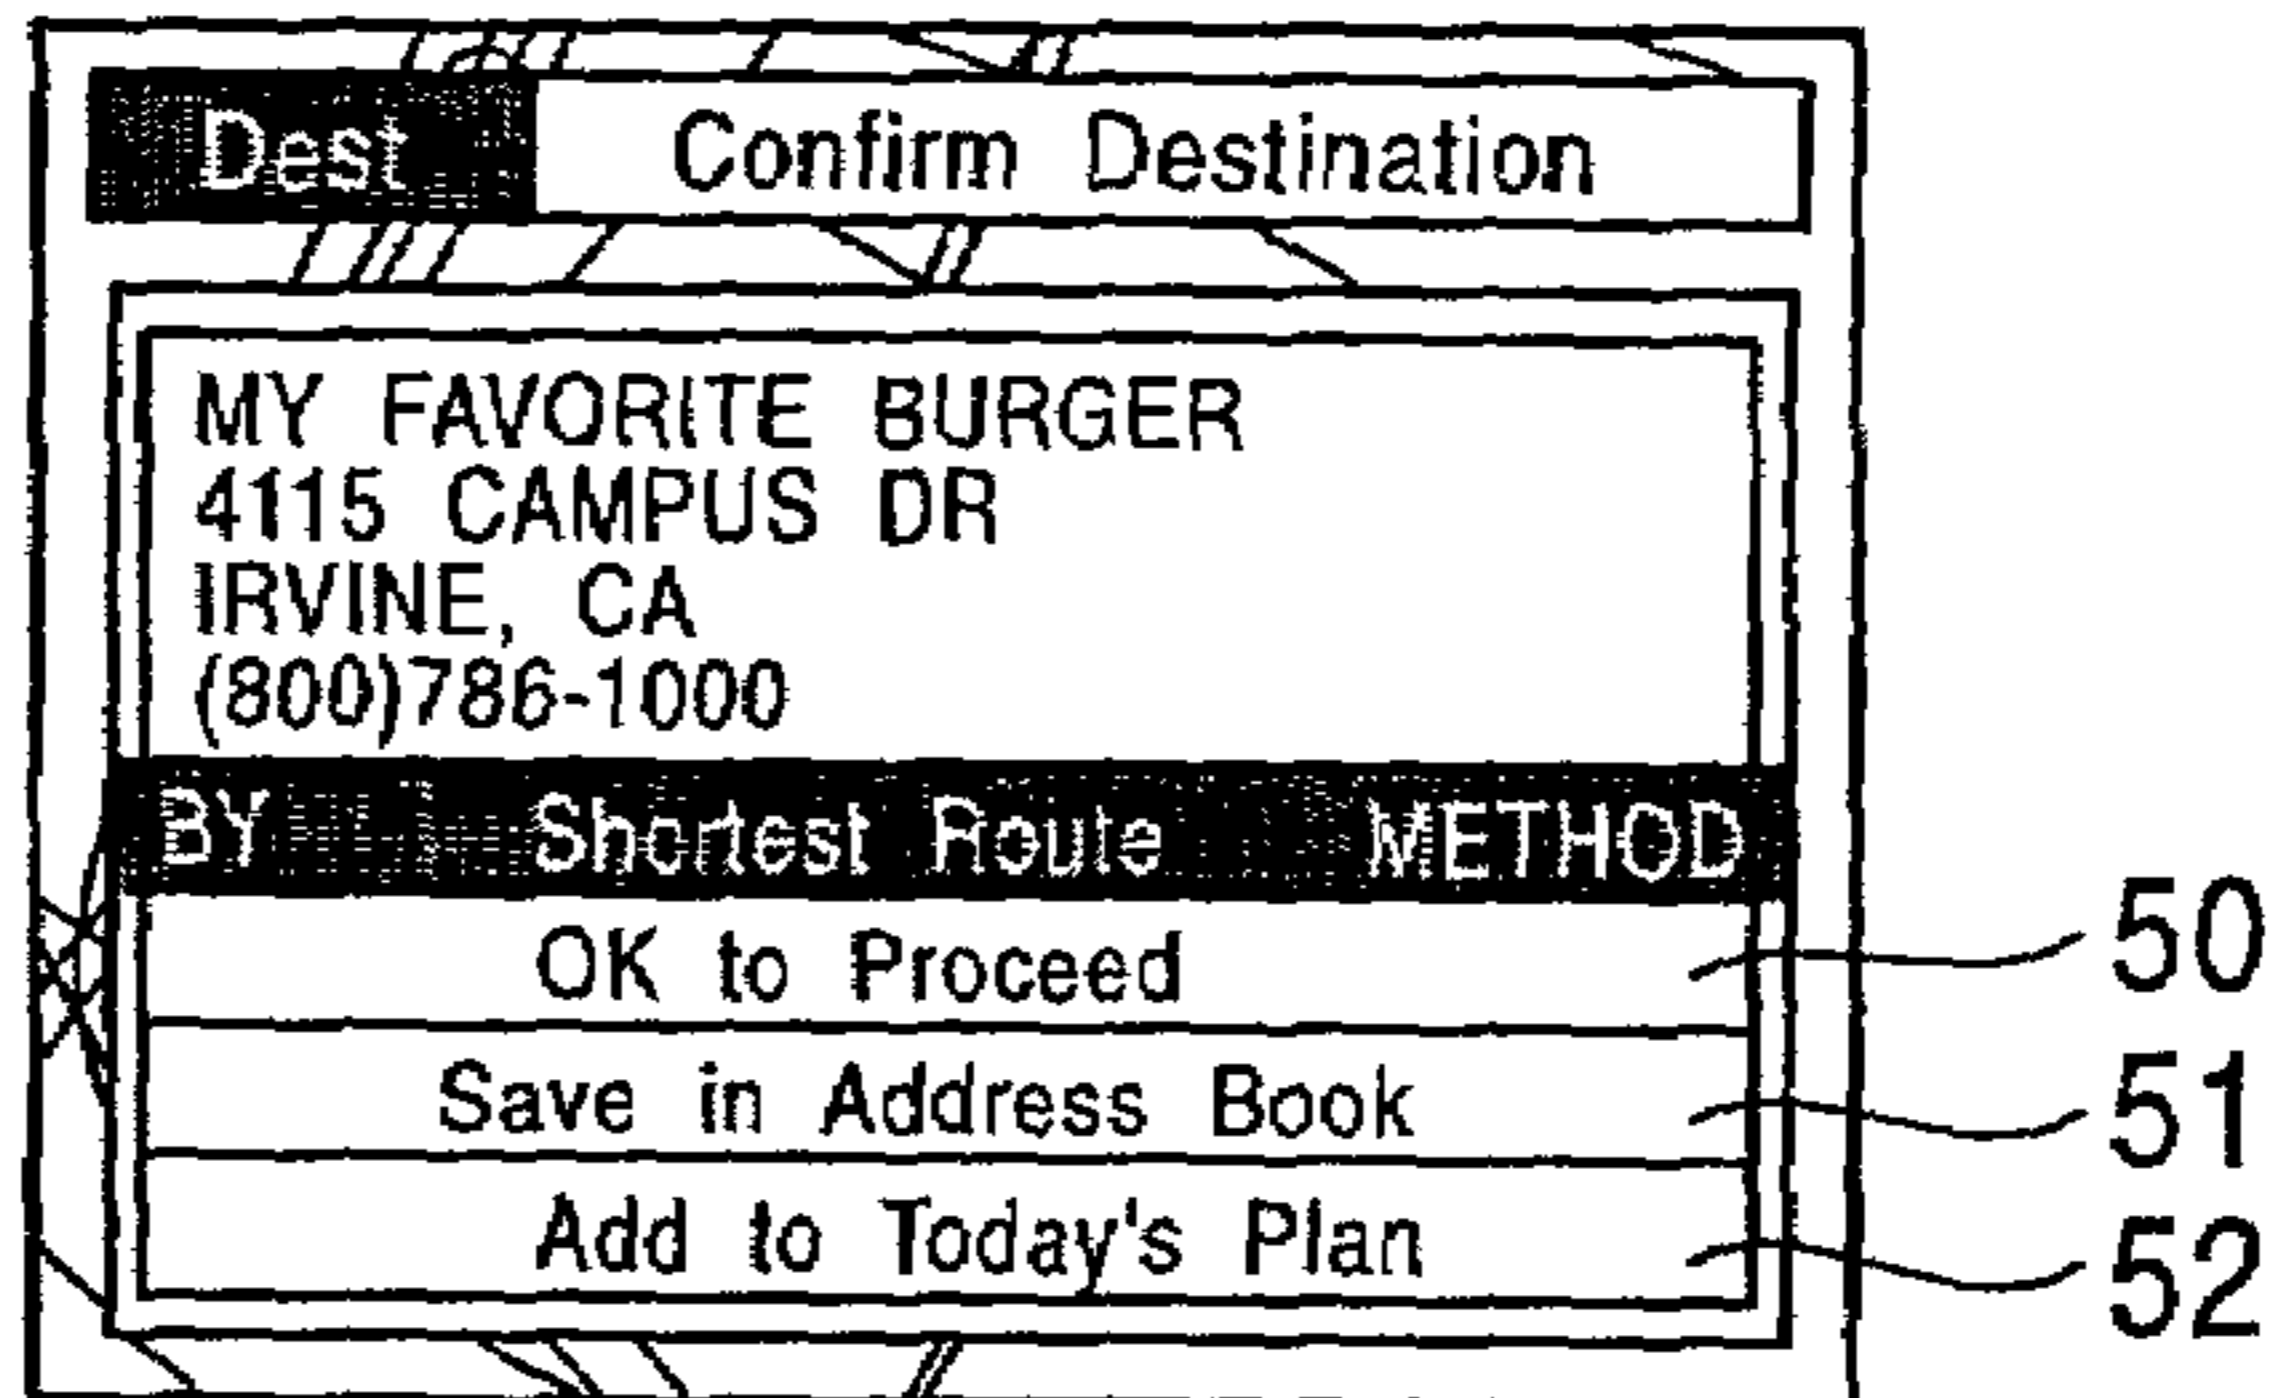 Dest Confirm Destination
MY FAVORITE BURGER
4115 CAMPUS DR
IRVINE, CA
(800)786-1000
BY Shortest Route METHOD
OK to Proceed 50
Save in Address Book 51
Add to Today's Plan 52